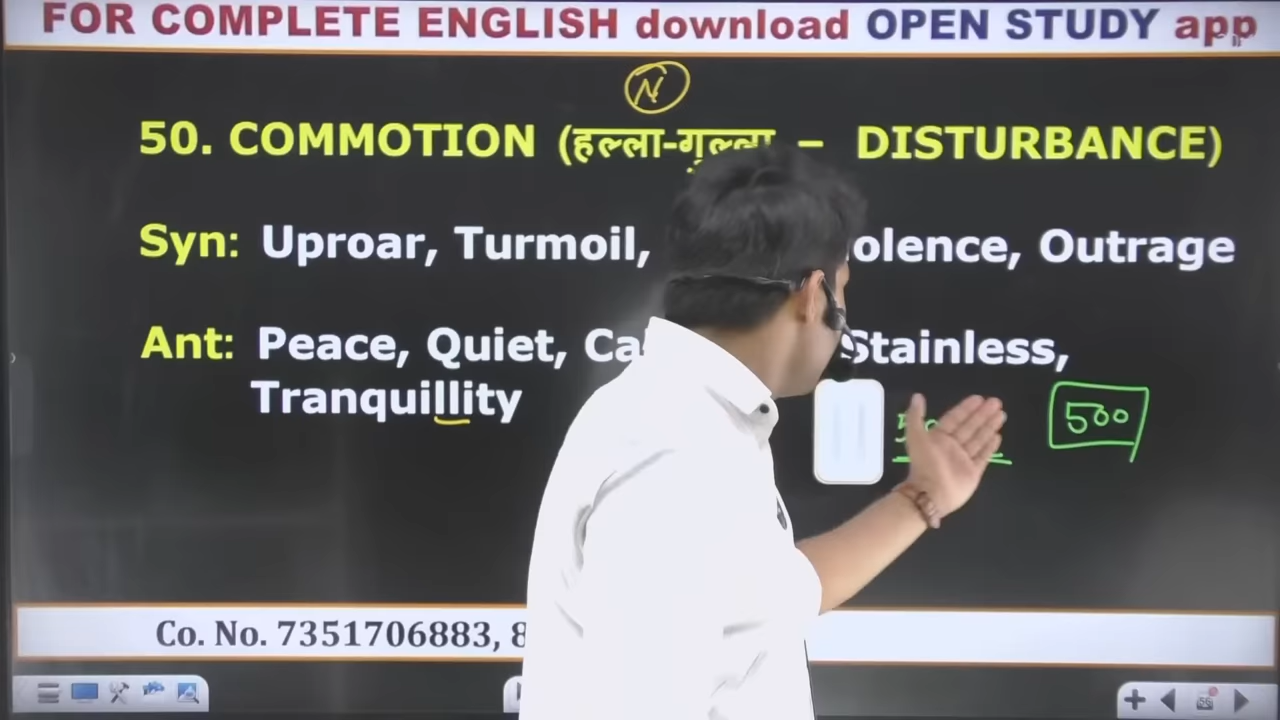 FOR COMPLETE ENGLISH download OPEN STUDY app
N
50. COMMOTION (हल्ला-गुल्ला – DISTURBANCE)
Syn: Uproar, Turmoil, Outrage
Ant: Peace, Quiet, Stainless,
Tranquillity
500
Co. No. 7351706883,